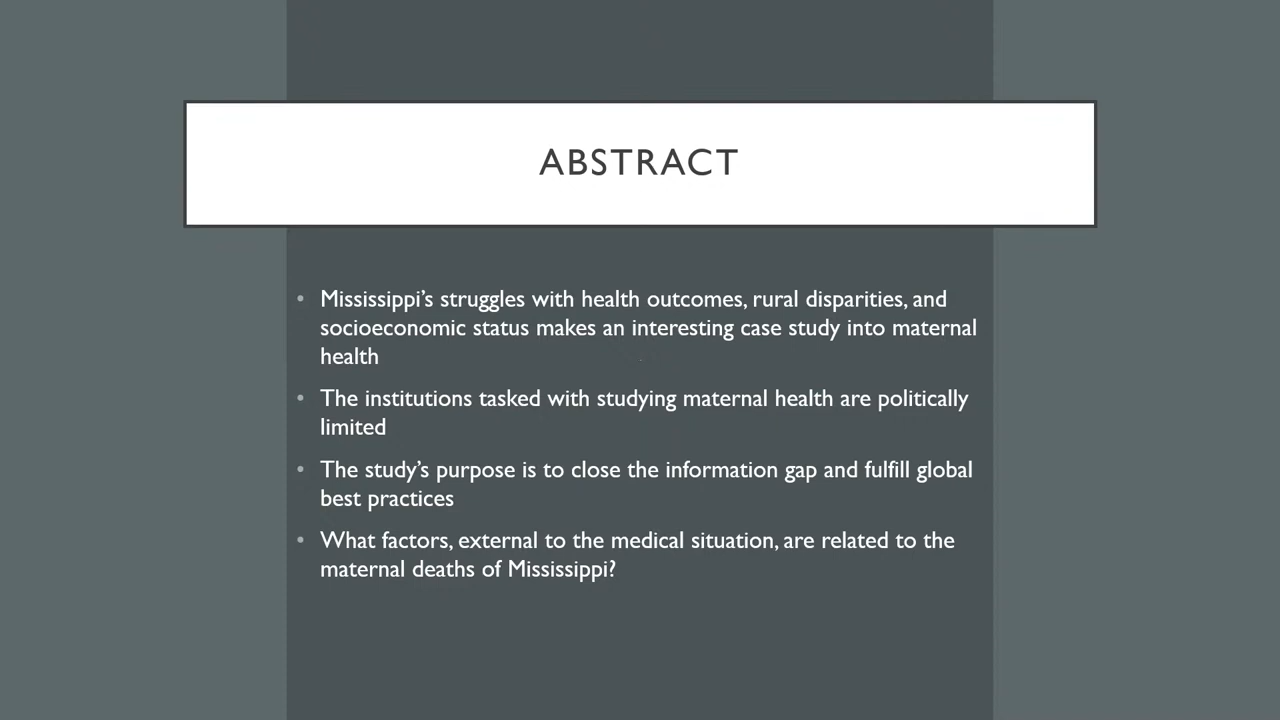 ABSTRACT
• Mississippi’s struggles with health outcomes, rural disparities, and
socioeconomic status makes an interesting case study into maternal
health
• The institutions tasked with studying maternal health are politically
limited
• The study’s purpose is to close the information gap and fulfill global
best practices
• What factors, external to the medical situation, are related to the
maternal deaths of Mississippi?